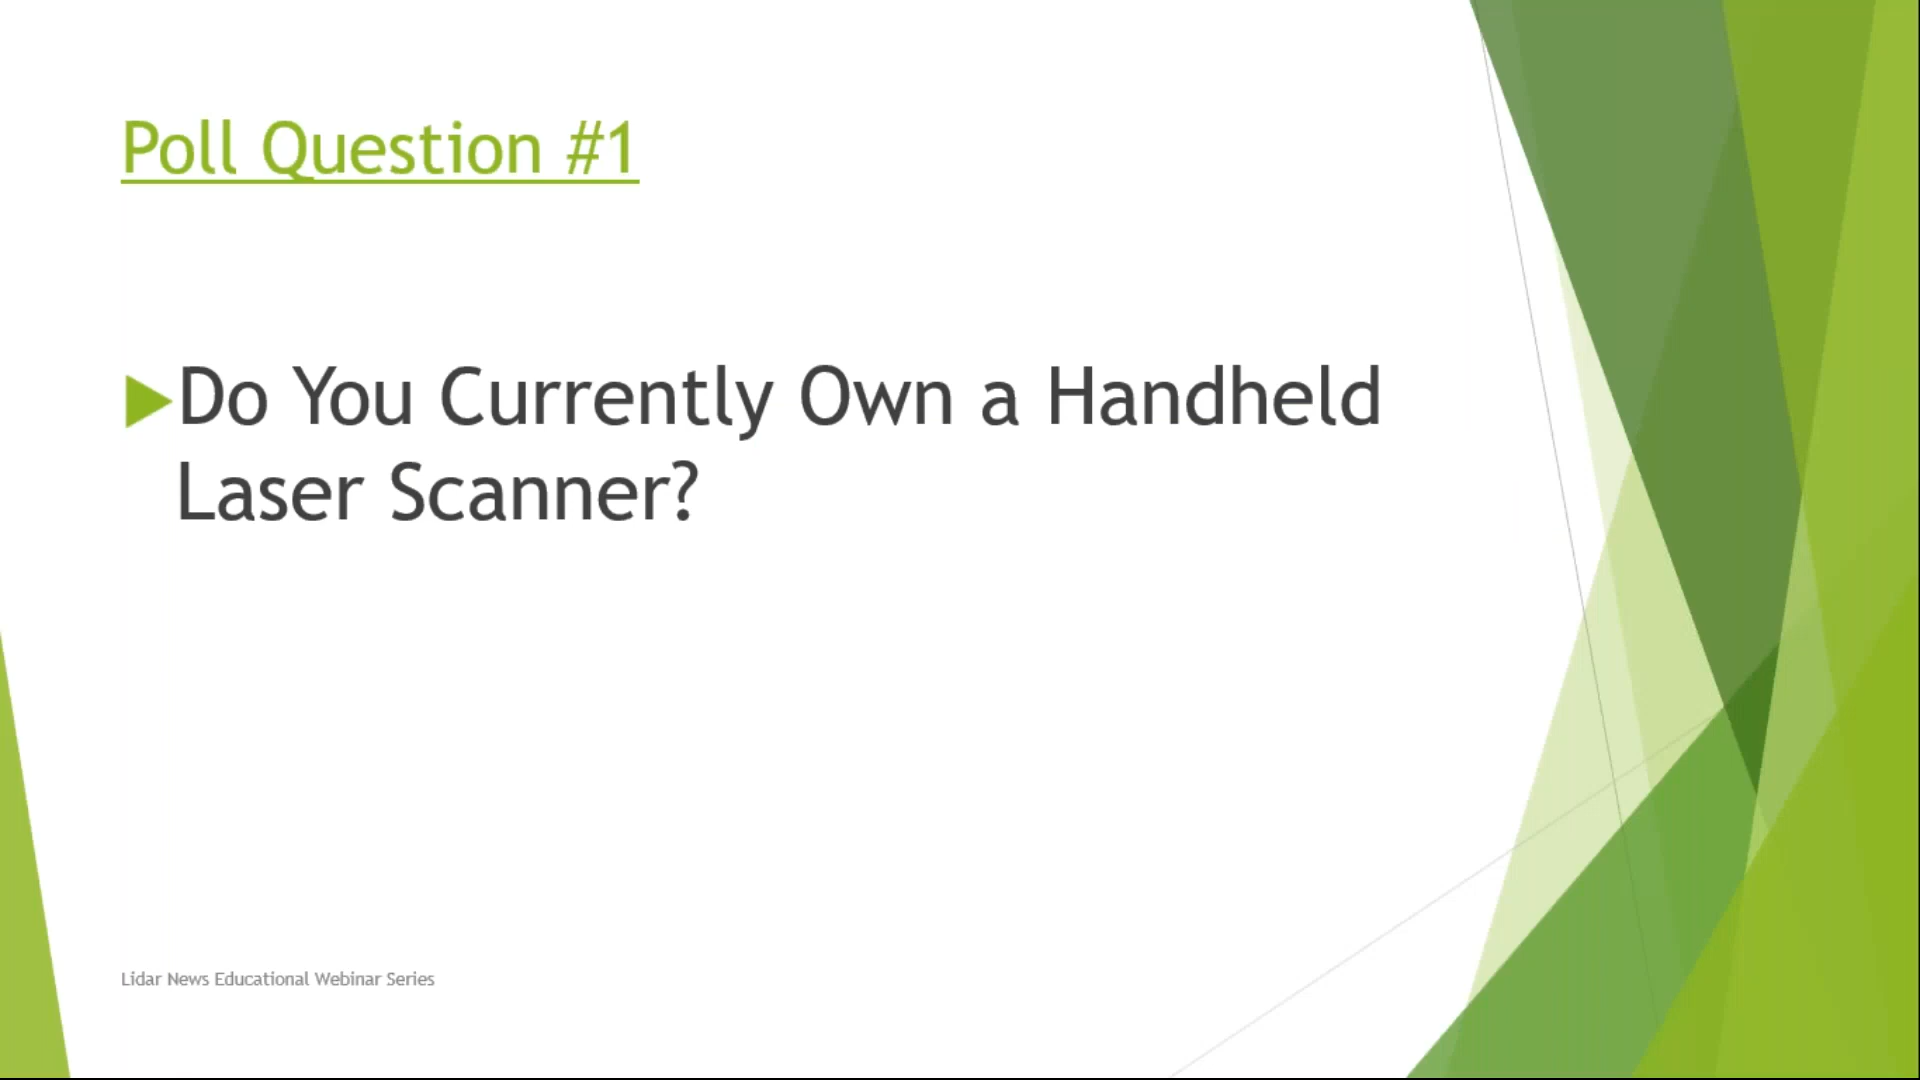 Poll Question #1
Do You Currently Own a Handheld
Laser Scanner?
Lidar News Educational Webinar Series